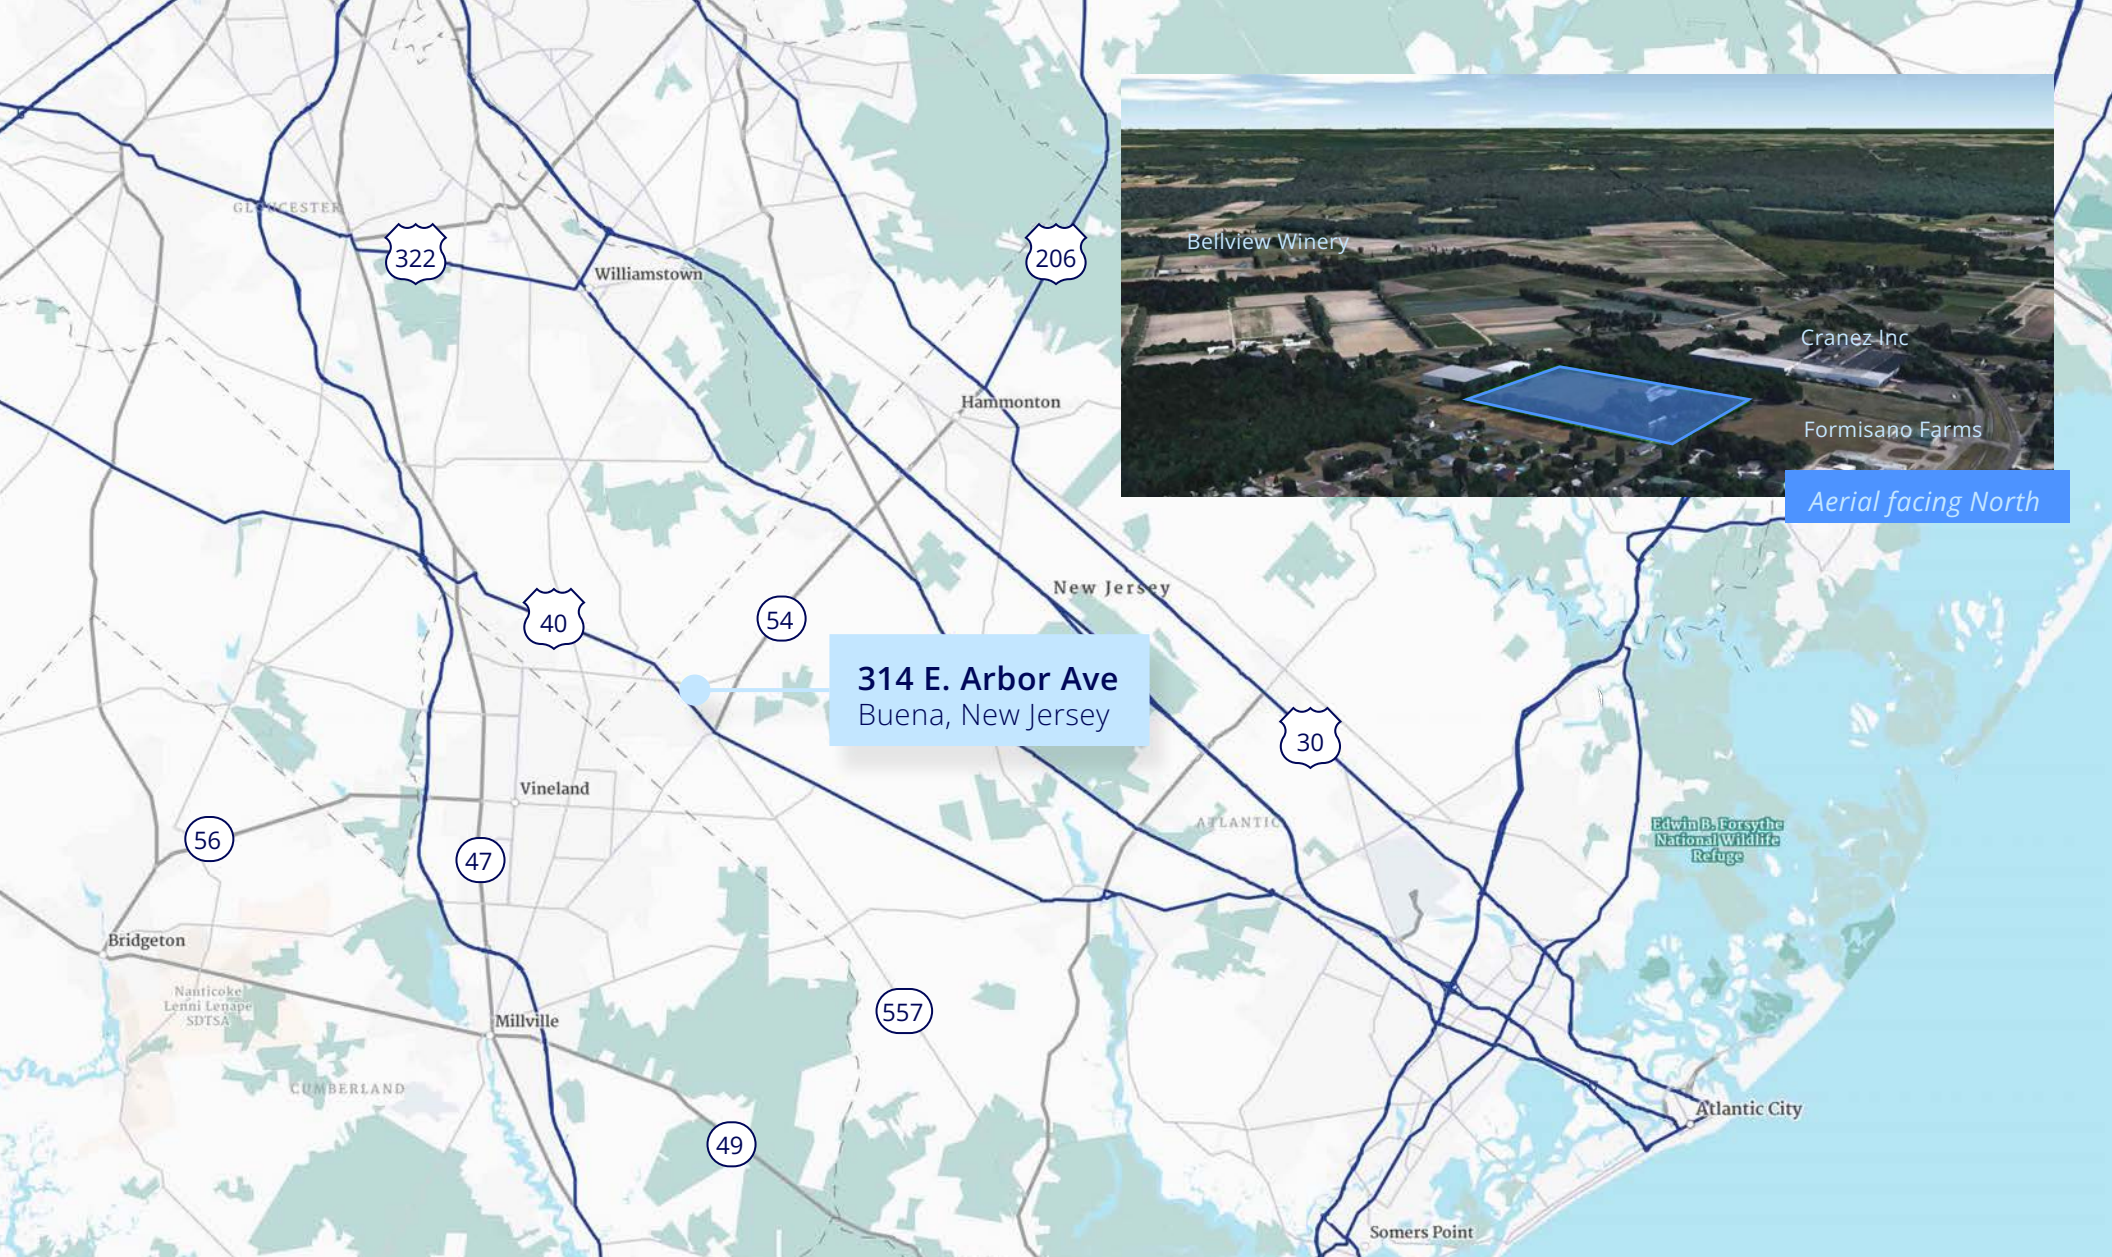 GLOUCESTER
322
Williamstown
206
Bellview Winery
Cranez Inc
Hammonton
Formisano Farms
Aerial facing North
New Jersey
40
54
314 E. Arbor Ave
Buena, New Jersey
30
Vineland
ATLANTIC
Edwin B. Forsythe
National Wildlife
Refuge
56
47
Bridgeton
Nanticoke
Lenni Lenape
SDTSA
557
Millville
CUMBERLAND
Atlantic City
49
Somers Point